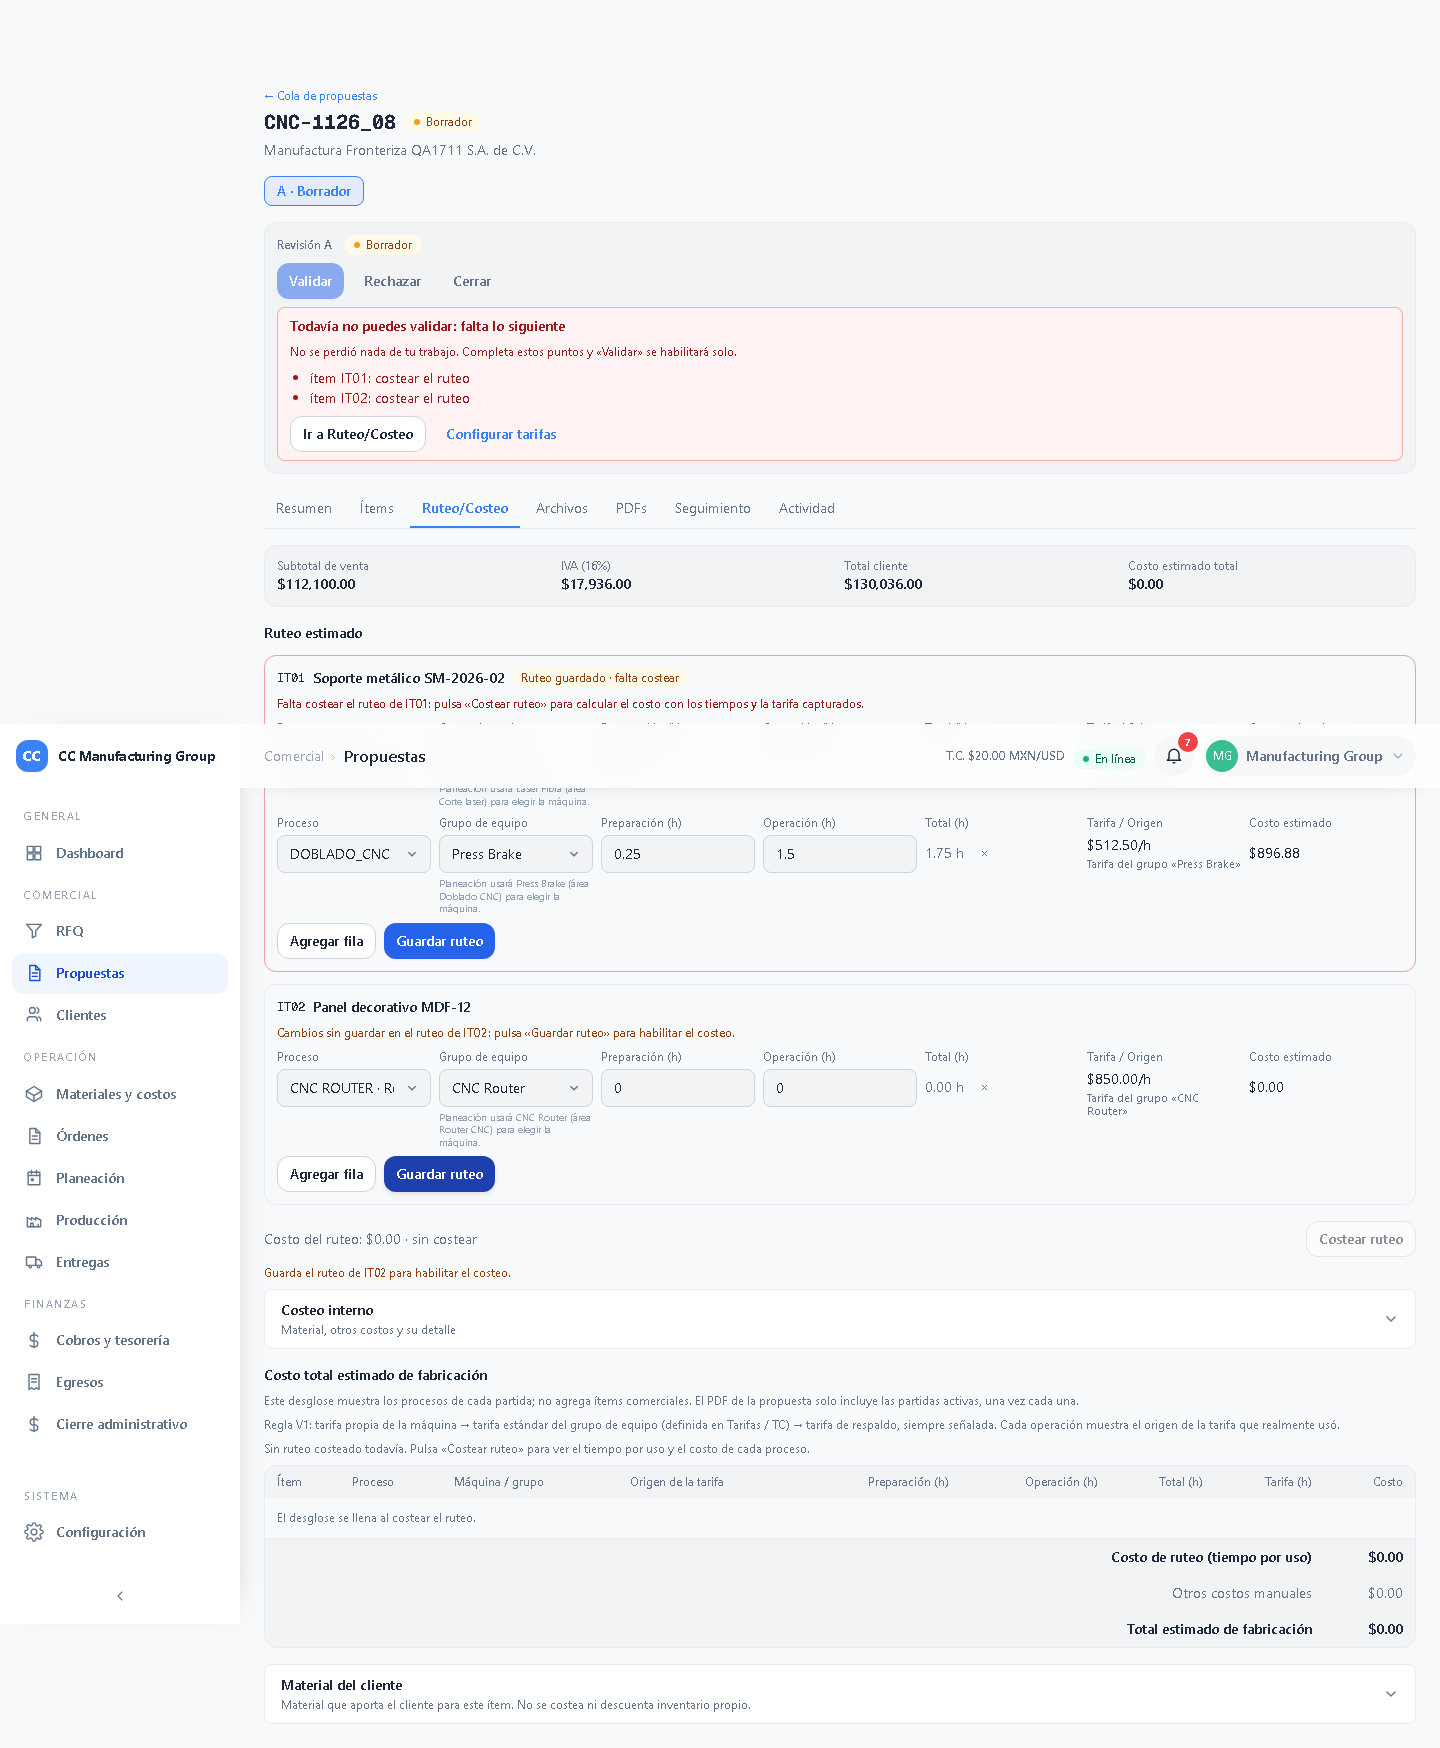 ← Cola de propuestas
CNC-1126_08 Borrador
Manufactura Fronteriza QA1711 S.A. de C.V.
A · Borrador
Revisión A Borrador
Validar Rechazar Cerrar
Todavía no puedes validar: falta lo siguiente
No se perdió nada de tu trabajo. Completa estos puntos y «Validar» se habilitará solo.
ítem IT01: costear el ruteo
ítem IT02: costear el ruteo
Ir a Ruteo/Costeo Configurar tarifas
Resumen Ítems Ruteo/Costeo Archivos PDFs Seguimiento Actividad
Subtotal de venta IVA (16%) Total cliente Costo estimado total
$112,100.00 $17,936.00 $130,036.00 $0.00
Ruteo estimado
IT01 Soporte metálico SM-2026-02 Ruteo guardado · falta costear
Falta costear el ruteo de IT01: pulsa «Costear ruteo» para calcular el costo con los tiempos y la tarifa capturados.
CC CC Manufacturing Group Comercial › Propuestas T.C. $20.00 MXN/USD En línea 7 MG Manufacturing Group
Planeación usará Laser Fibra (área
Corte laser) para elegir la máquina.
Proceso Grupo de equipo Preparación (h) Operación (h) Total (h) Tarifa / Origen Costo estimado
DOBLADO_CNC Press Brake 0.25 1.5 1.75 h × $512.50/h $896.88
Tarifa del grupo «Press Brake»
Planeación usará Press Brake (área
Doblado CNC) para elegir la
máquina.
Agregar fila Guardar ruteo
IT02 Panel decorativo MDF-12
Cambios sin guardar en el ruteo de IT02: pulsa «Guardar ruteo» para habilitar el costeo.
Proceso Grupo de equipo Preparación (h) Operación (h) Total (h) Tarifa / Origen Costo estimado
CNC ROUTER · CNC Router 0 0 0.00 h × $850.00/h $0.00
Tarifa del grupo «CNC
Router»
Planeación usará CNC Router (área
Router CNC) para elegir la
máquina.
Agregar fila Guardar ruteo
Costo del ruteo: $0.00 · sin costear Costear ruteo
Guarda el ruteo de IT02 para habilitar el costeo.
Costeo interno
Material, otros costos y su detalle
Costo total estimado de fabricación
Este desglose muestra los procesos de cada partida; no agrega ítems comerciales. El PDF de la propuesta solo incluye las partidas activas, una vez cada una.
Regla V1: tarifa propia de la máquina → tarifa estándar del grupo de equipo (definida en Tarifas / TC) → tarifa de respaldo, siempre señalada. Cada operación muestra el origen de la tarifa que realmente usó.
Sin ruteo costeado todavía. Pulsa «Costear ruteo» para ver el tiempo por uso y el costo de cada proceso.
Ítem Proceso Máquina / grupo Origen de la tarifa Preparación (h) Operación (h) Total (h) Tarifa (h) Costo
El desglose se llena al costear el ruteo.
Costo de ruteo (tiempo por uso) $0.00
Otros costos manuales $0.00
Total estimado de fabricación $0.00
Material del cliente
Material que aporta el cliente para este ítem. No se costea ni descuenta inventario propio.
GENERAL
Dashboard
COMERCIAL
RFQ
Propuestas
Clientes
OPERACIÓN
Materiales y costos
Órdenes
Planeación
Producción
Entregas
FINANZAS
Cobros y tesorería
Egresos
Cierre administrativo
SISTEMA
Configuración